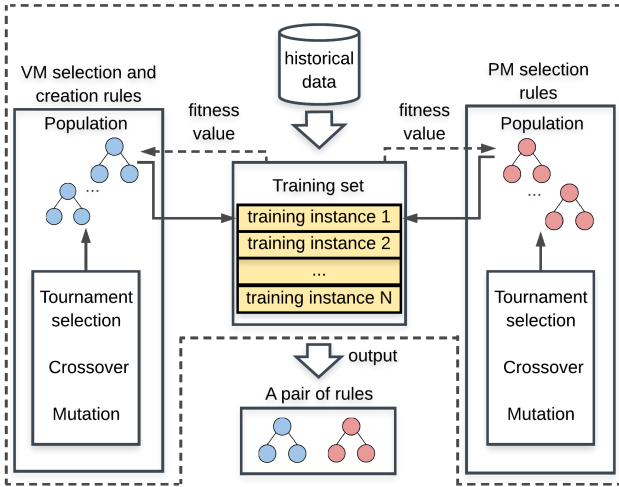 historical
data
VM selection and
creation rules
PM selection
rules
Population
fitness
value
fitness
value
Population
...
...
Training set
training instance 1
training instance 2
...
training instance N
Tournament
selection
Crossover
Mutation
Tournament
selection
Crossover
Mutation
output
A pair of rules